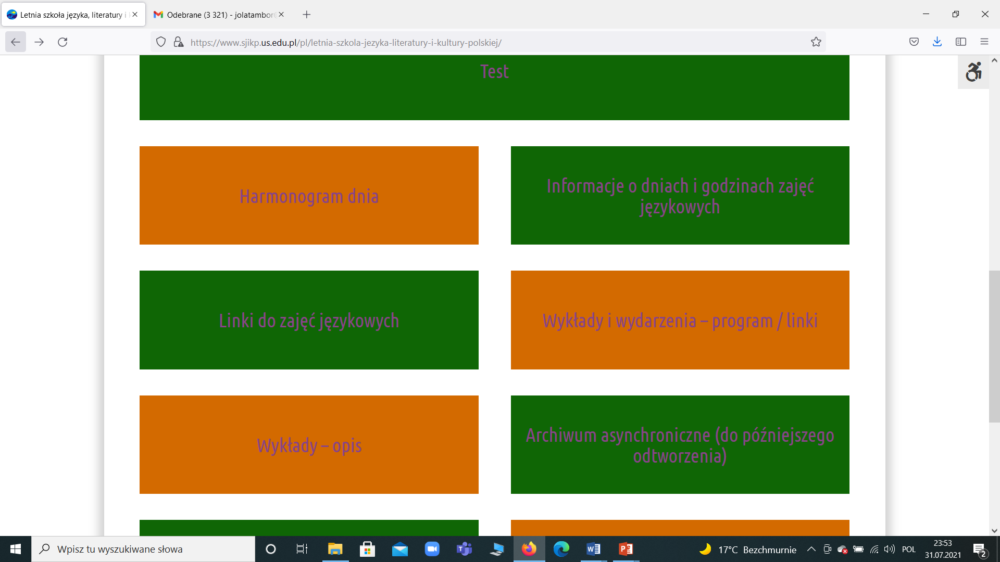 Letnia szkoła języka, literatury i
Odebrane (3 321) - jolatambor
https://www.sjikp.us.edu.pl/pl/letnia-szkola-jezyka-literatury-i-kultury-polskiej/
Test
Harmonogram dnia
Informacje o dniach i godzinach zajęć
językowych
Linki do zajęć językowych
Wykłady i wydarzenia – program / linki
Wykłady – opis
Archiwum asynchroniczne (do późniejszego
odtworzenia)
Wpisz tu wyszukiwane słowa
17°C Bezchmurnie
POL
23:53
31.07.2021
2